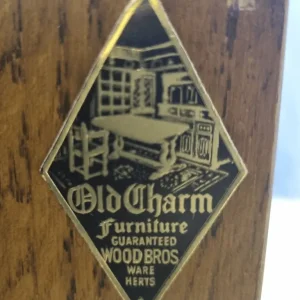 Old Charm
Furniture
GUARANTEED
WOOD BROS
WARE
HERTS